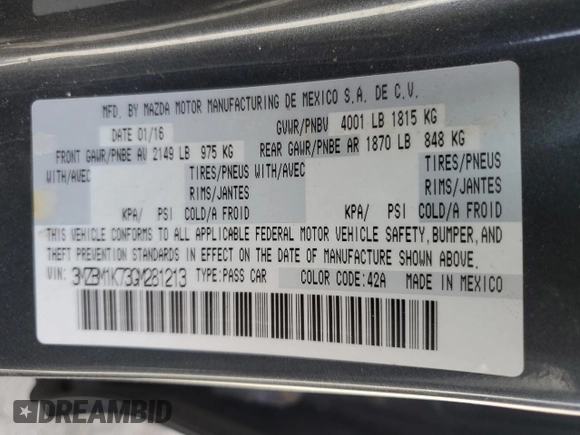 MFD. BY MAZDA MOTOR MANUFACTURING DE MEXICO S.A. DE C.V.
DATE 01/16 GVWR/PNBV 4001 LB 1815 KG
FRONT GAWR/PNBE AV 2149 LB 975 KG REAR GAWR/PNBE AR 1870 LB 848 KG
WITH/AVEC TIRES/PNEUS WITH/AVEC TIRES/PNEUS
RIMS/JANTES RIMS/JANTES
KPA/ PSI COLD/A FROID KPA/ PSI COLD/A FROID
THIS VEHICLE CONFORMS TO ALL APPLICABLE FEDERAL MOTOR VEHICLE SAFETY, BUMPER, AND
THEFT PREVENTION STANDARDS IN EFFECT ON THE DATE OF MANUFACTURE SHOWN ABOVE.
VIN: 3MZBM1K73GM281213 TYPE:PASS CAR COLOR CODE:42A MADE IN MEXICO
DREAMBID